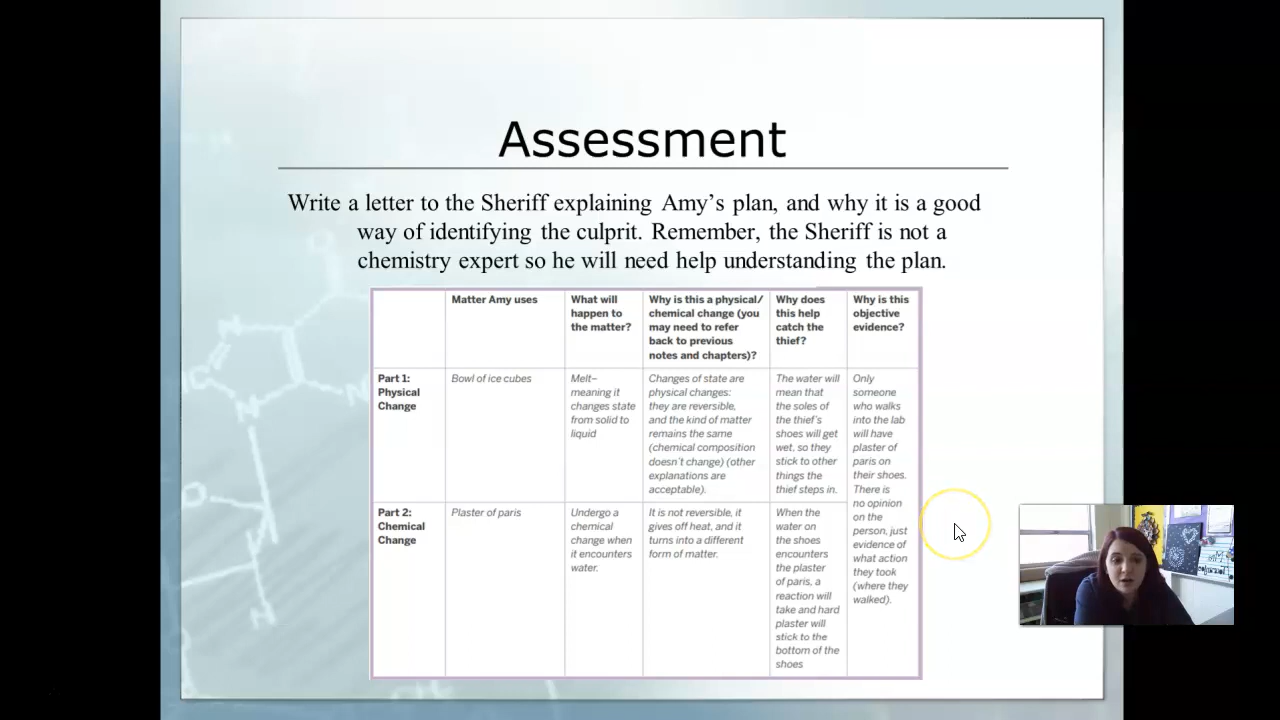 Assessment
Write a letter to the Sheriff explaining Amy's plan, and why it is a good
way of identifying the culprit. Remember, the Sheriff is not a
chemistry expert so he will need help understanding the plan.
Matter Amy uses
What will
happen to
the matter?
Why is this a physical/
chemical change (you
may need to refer
back to previous
notes and chapters)?
Why does
this help
catch the
thief?
Why is this
objective
evidence?
Part 1:
Physical
Change
Bowl of ice cubes
Melt–
meaning it
changes state
from solid to
liquid
Changes of state are
physical changes:
they are reversible,
and the kind of matter
remains the same
(chemical composition
doesn't change) (other
explanations are
acceptable).
The water will
mean that
the soles of
the thief's
shoes will get
wet, so they
stick to other
things the
thief steps in.
Only
someone
who walks
into the lab
will have
plaster of
paris on
their shoes.
There is
no opinion
on the
person, just
evidence of
what action
they took
(where they
walked).
Part 2:
Chemical
Change
Plaster of paris
Undergo a
chemical
change when
it encounters
water.
It is not reversible, it
gives off heat, and it
turns into a different
form of matter.
When the
water on
the shoes
encounters
the plaster
of paris, a
reaction will
take and hard
plaster will
stick to the
bottom of the
shoes